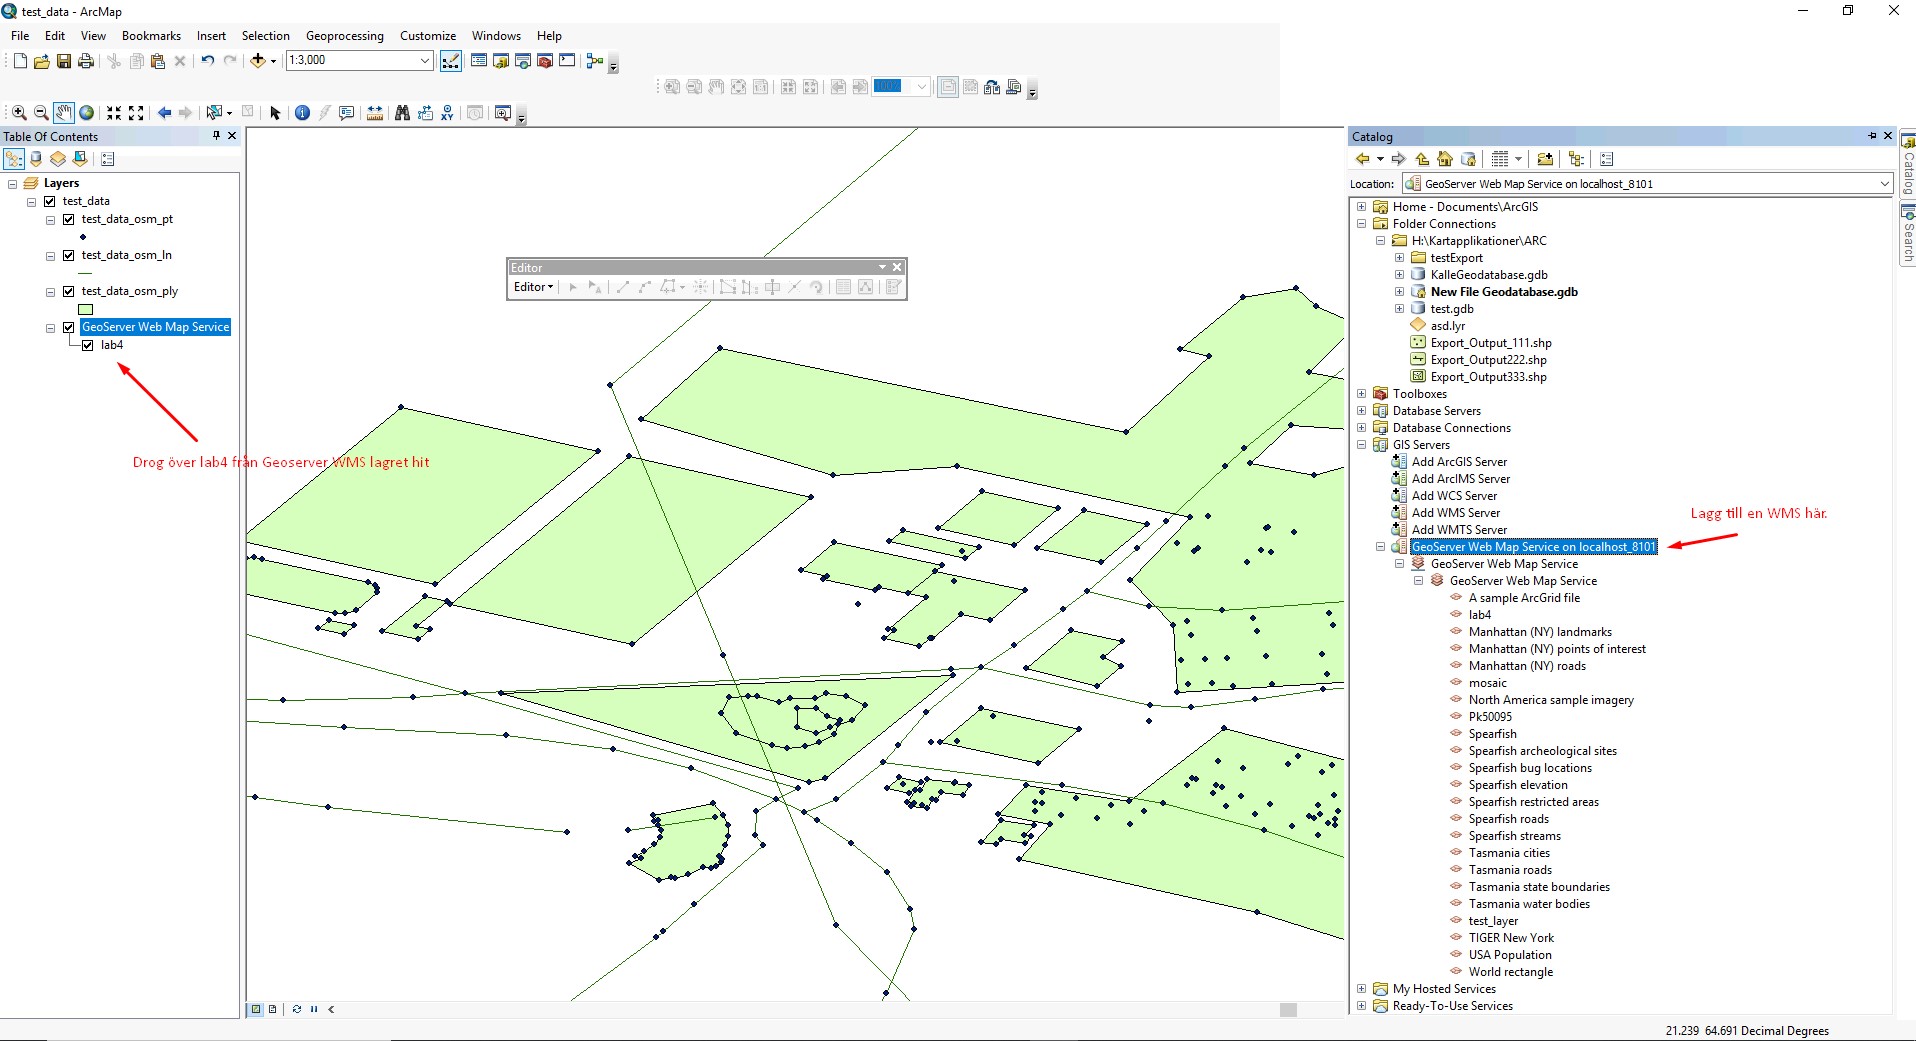 test_data - ArcMap
File Edit View Bookmarks Insert Selection Geoprocessing Customize Windows Help
1:3,000
100%
Table Of Contents
Layers
test_data
test_data_osm_pt
test_data_osm_ln
test_data_osm_ply
GeoServer Web Map Service
lab4
Drog över lab4 från Geoserver WMS lagret hit
Editor
Editor
Catalog
Location: GeoServer Web Map Service on localhost_8101
Home - Documents\ArcGIS
Folder Connections
H:\Kartapplikationer\ARC
testExport
KalleGeodatabase.gdb
New File Geodatabase.gdb
test.gdb
asd.lyr
Export_Output_111.shp
Export_Output222.shp
Export_Output333.shp
Toolboxes
Database Servers
Database Connections
GIS Servers
Add ArcGIS Server
Add ArcIMS Server
Add WCS Server
Add WMS Server
Add WMTS Server
GeoServer Web Map Service on localhost_8101
Lagg till en WMS här.
GeoServer Web Map Service
GeoServer Web Map Service
A sample ArcGrid file
lab4
Manhattan (NY) landmarks
Manhattan (NY) points of interest
Manhattan (NY) roads
mosaic
North America sample imagery
Pk50095
Spearfish
Spearfish archeological sites
Spearfish bug locations
Spearfish elevation
Spearfish restricted areas
Spearfish roads
Spearfish streams
Tasmania cities
Tasmania roads
Tasmania state boundaries
Tasmania water bodies
test_layer
TIGER New York
USA Population
World rectangle
My Hosted Services
Ready-To-Use Services
Catalog
Search
21.239 64.691 Decimal Degrees